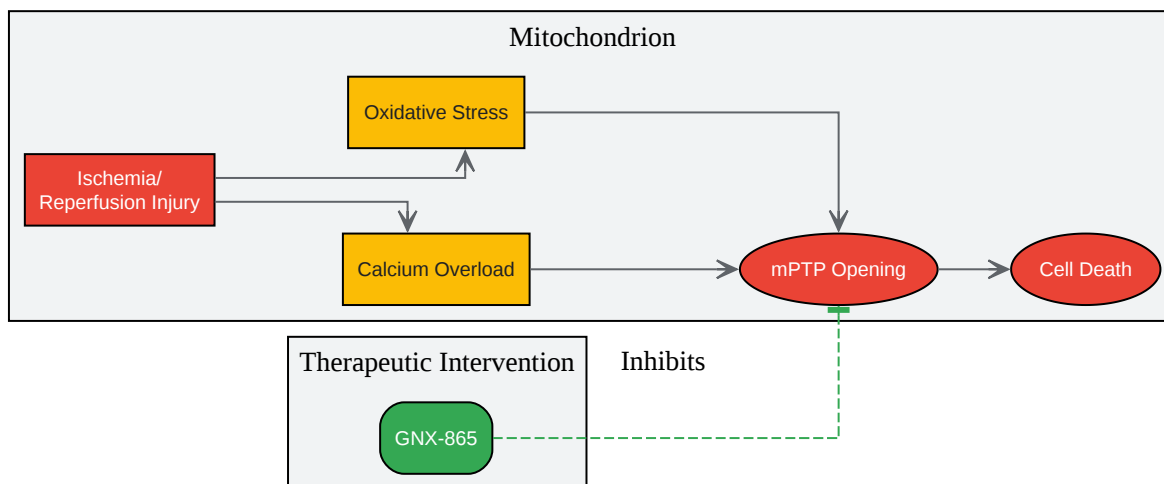 Mitochondrion
Oxidative Stress
Ischemia/
Reperfusion Injury
Calcium Overload
mPTP Opening
Cell Death
Therapeutic Intervention
Inhibits
GNX-865